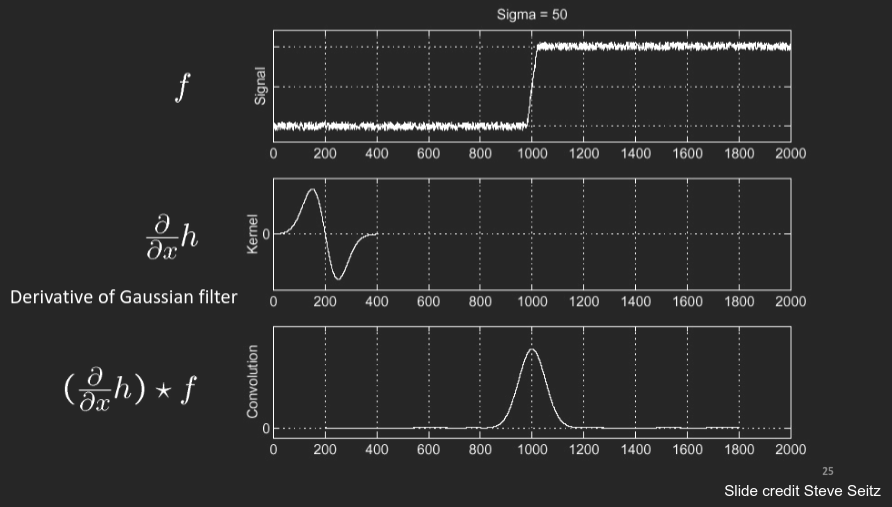 Sigma = 50
f
Signal
0 200 400 600 800 1000 1200 1400 1600 1800 2000
∂/∂x h
Kernel
0
0 200 400 600 800 1000 1200 1400 1600 1800 2000
Derivative of Gaussian filter
(∂/∂x h) ⋆ f
Convolution
0
0 200 400 600 800 1000 1200 1400 1600 1800 2000
25
Slide credit Steve Seitz